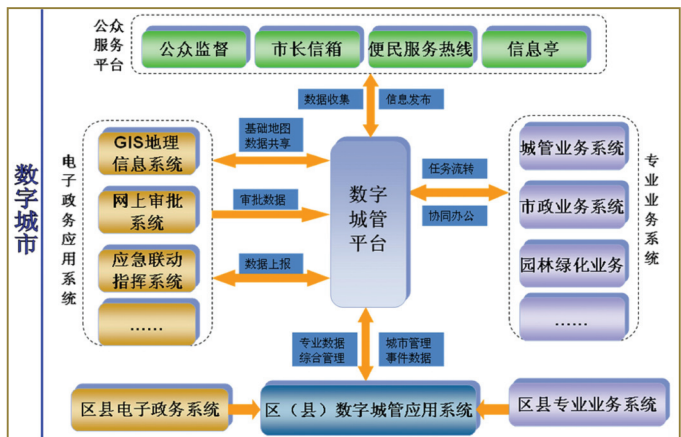 公众
服务
平台
公众监督
市长信箱
便民服务热线
信息亭
数据收集
信息发布
数字城市
电子政务应用系统
GIS地理
信息系统
网上审批
系统
应急联动
指挥系统
……
基础地图
数据共享
审批数据
数据上报
数字
城管
平台
任务流转
协同办公
城管业务系统
市政业务系统
园林绿化业务
……
专业业务系统
专业数据
综合管理
城市管理
事件数据
区县电子政务系统
区（县）数字城管应用系统
区县专业业务系统